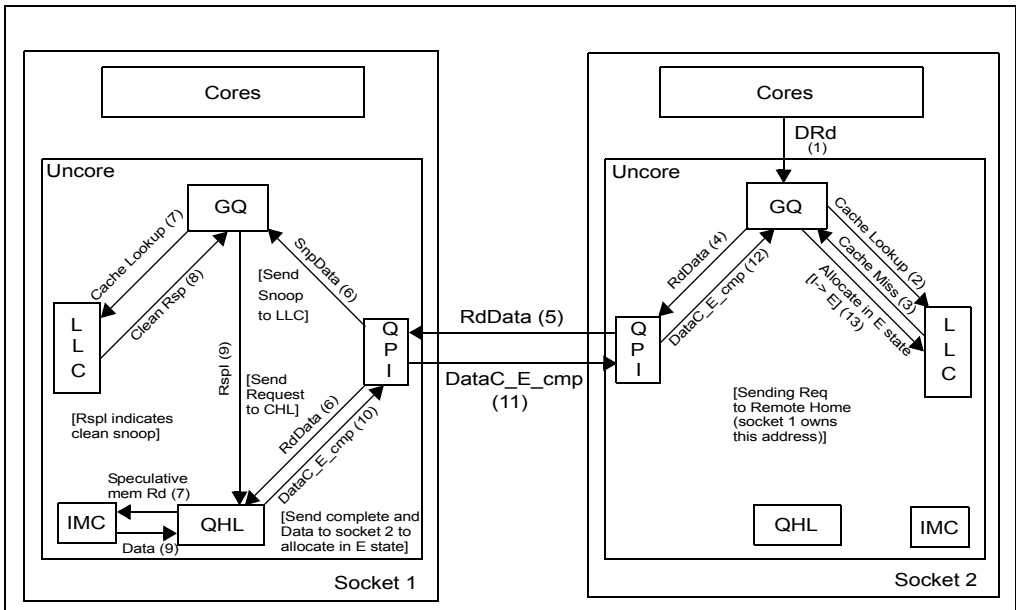 Cores
Uncore
GQ
Cache Lookup (7)
Clean Rsp (8)
SnpData (6)
[Send
Snoop
to LLC]
L
L
C
Q
P
I
RspI (9)
[Send
Request
to CHL]
[RspI indicates
clean snoop]
RdData (6)
DataC_E_cmp (10)
Speculative
mem Rd (7)
IMC
QHL
Data (9)
[Send complete and
Data to socket 2 to
allocate in E state]
Socket 1
RdData (5)
DataC_E_cmp
(11)
Cores
DRd
(1)
Uncore
GQ
Cache Lookup (2)
Cache Miss (3)
Allocate in E state
[I-> E] (13)
RdData (4)
DataC_E_cmp (12)
Q
P
I
L
L
C
[Sending Req
to Remote Home
(socket 1 owns
this address)]
QHL
IMC
Socket 2